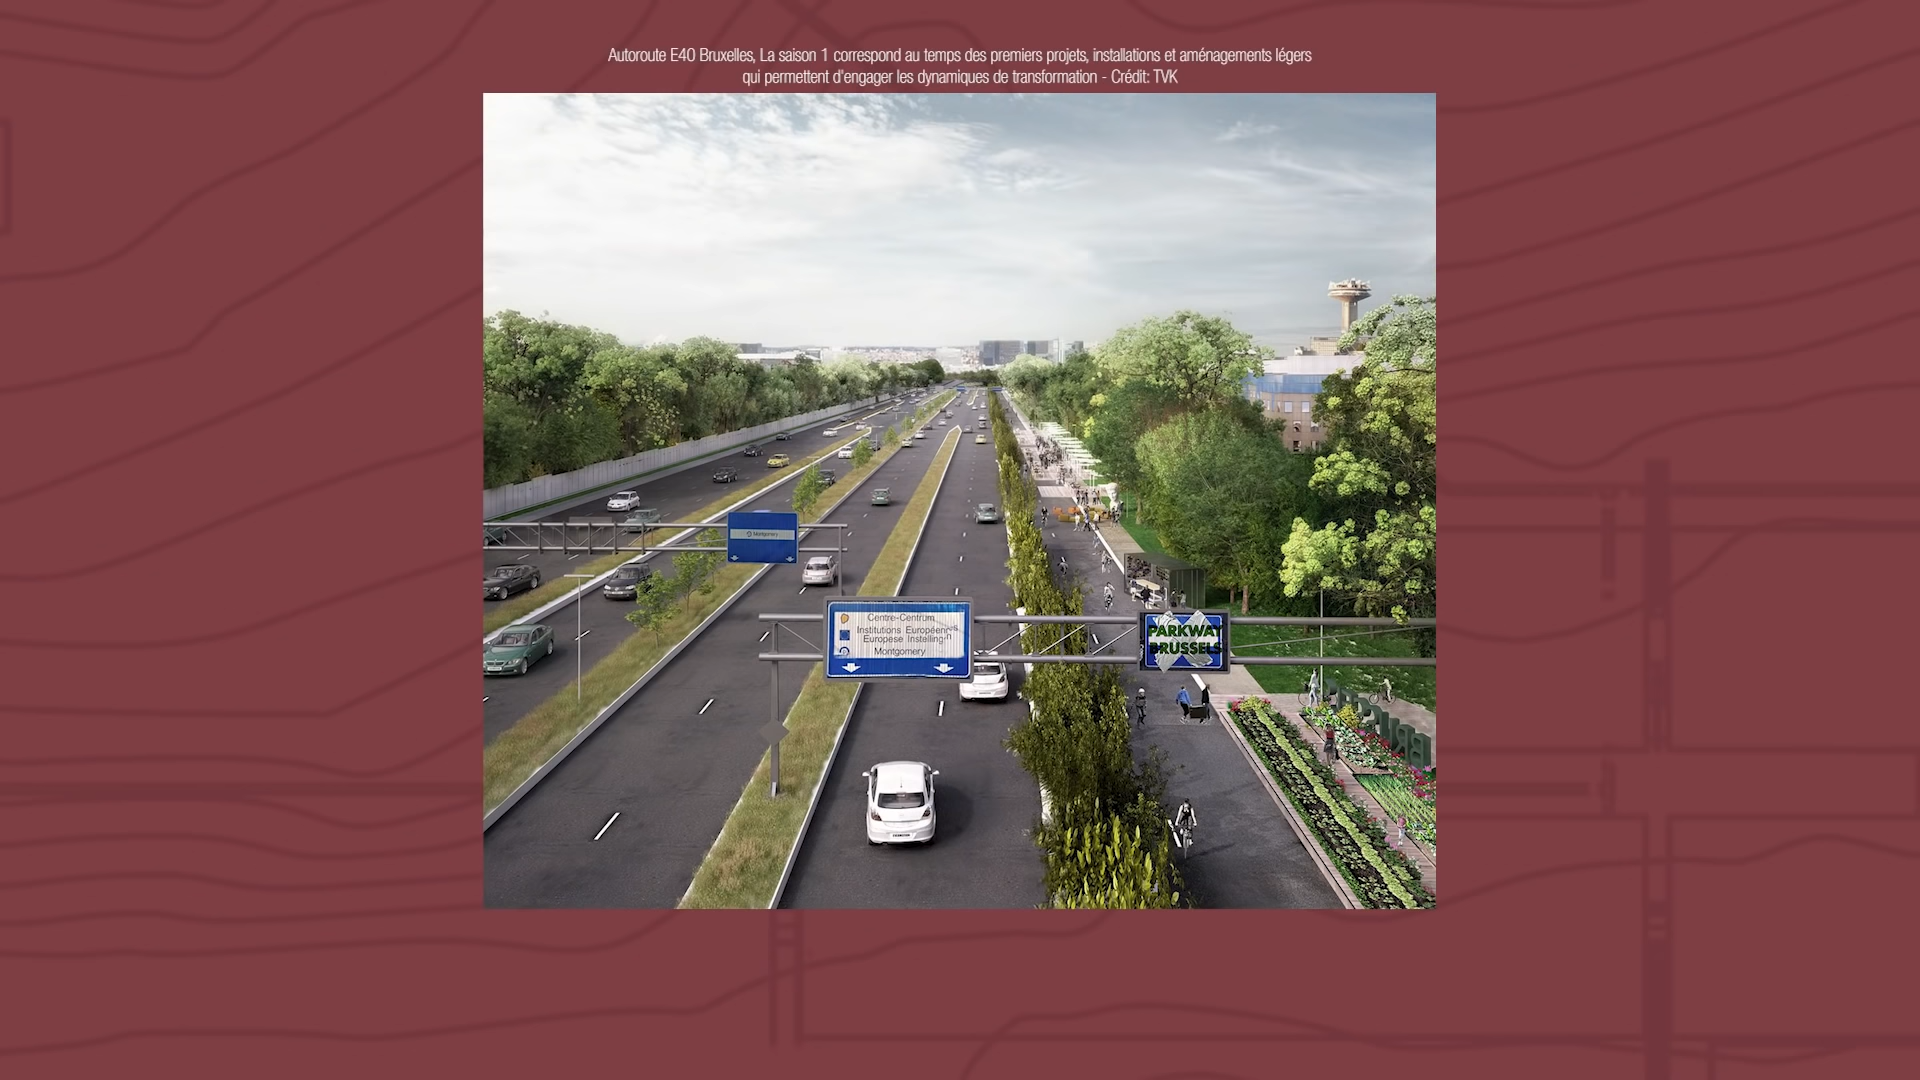 Autoroute E40 Bruxelles, La saison 1 correspond au temps des premiers projets, installations et aménagements légers
qui permettent d'engager les dynamiques de transformation - Crédit: TVK
Montgomery
Centre-Centrum
Institutions Européennes
Europese Instelling
Montgomery
PARKWAY
BRUSSELS